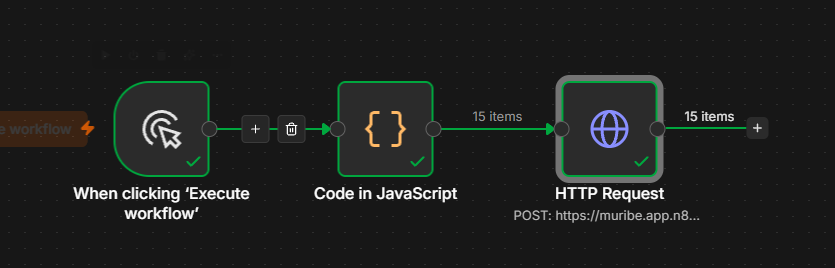 e workflow
15 items
15 items
When clicking ‘Execute
workflow’
Code in JavaScript
HTTP Request
POST: https://muribe.app.n8...